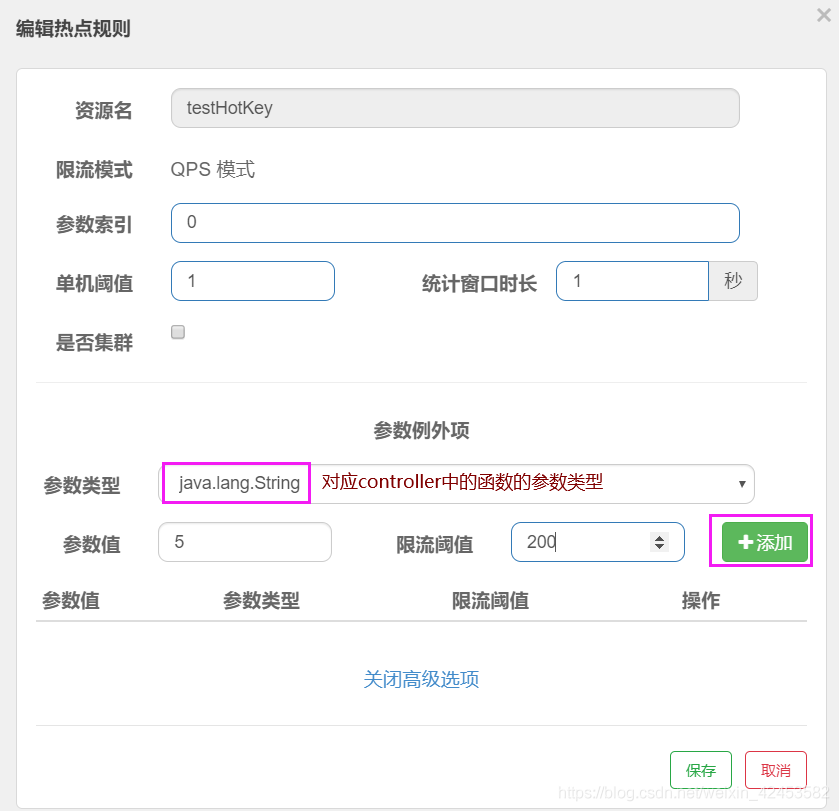 编辑热点规则
×
资源名 testHotKey
限流模式 QPS 模式
参数索引 0
单机阈值 1 统计窗口时长 1 秒
是否集群
参数例外项
参数类型 java.lang.String 对应controller中的函数的参数类型
参数值 5 限流阈值 200 +添加
参数值 参数类型 限流阈值 操作
关闭高级选项
保存 取消
https://blog.csdn.net/weixin_42453582